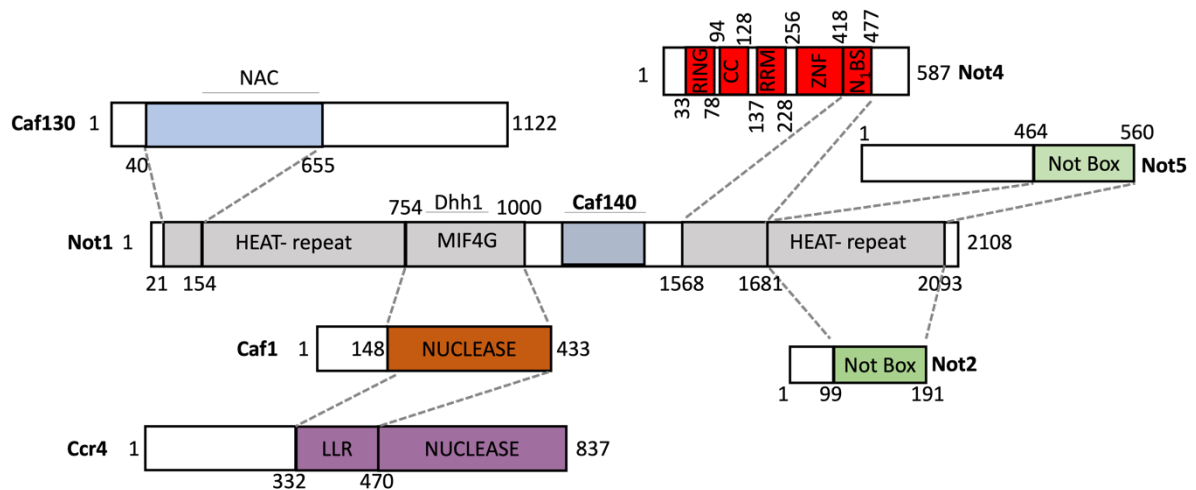 94 128 256 418 477
1 RING CC RRM ZNF N1BS 587 Not4
33 78 137 228
NAC
Caf130 1 1122
40 655
1 464 560
Not Box Not5
754 Dhh1 1000 Caf140
Not1 1 HEAT- repeat MIF4G HEAT- repeat 2108
21 154 1568 1681 2093
Caf1 1 148 NUCLEASE 433
Not Box Not2
1 99 191
Ccr4 1 LLR NUCLEASE 837
332 470